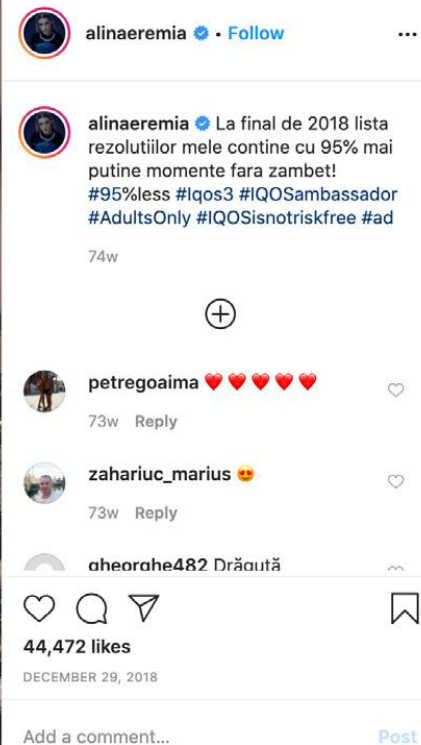 alinaeremia • Follow
alinaeremia La final de 2018 lista
rezolutiilor mele contine cu 95% mai
putine momente fara zambet!
#95%less #Iqos3 #IQOSambassador
#AdultsOnly #IQOSisnotriskfree #ad
74w
petregoaima ❤️❤️❤️❤️❤️
73w Reply
zahariuc_marius 😍
73w Reply
gheorghe482 Drăguță
44,472 likes
DECEMBER 29, 2018
Add a comment... Post